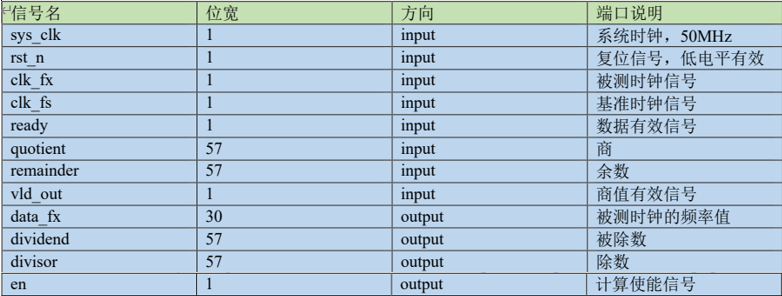 信号名 位宽 方向 端口说明
sys_clk 1 input 系统时钟，50MHz
rst_n 1 input 复位信号，低电平有效
clk_fx 1 input 被测时钟信号
clk_fs 1 input 基准时钟信号
ready 1 input 数据有效信号
quotient 57 input 商
remainder 57 input 余数
vld_out 1 input 商值有效信号
data_fx 30 output 被测时钟的频率值
dividend 57 output 被除数
divisor 57 output 除数
en 1 output 计算使能信号